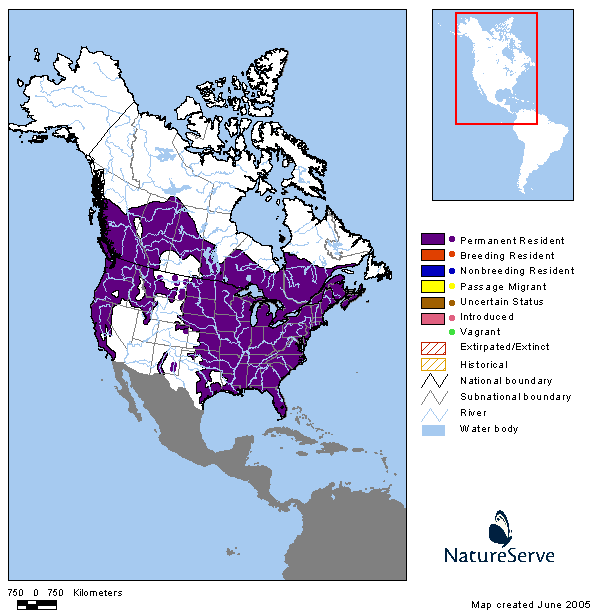 Permanent Resident
Breeding Resident
Nonbreeding Resident
Passage Migrant
Uncertain Status
Introduced
Vagrant
Extirpated/Extinct
Historical
National boundary
Subnational boundary
River
Water body
NatureServe
750 0 750 Kilometers
Map created June 2005